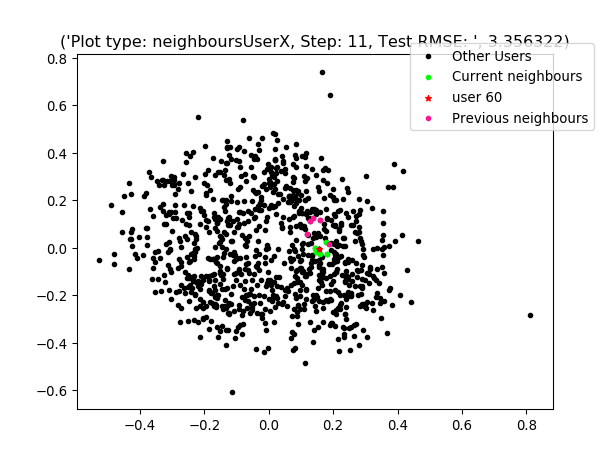 ('Plot type: neighboursUserX, Step: 11, Test RMSE: ', 3.356322)
Other Users
Current neighbours
user 60
Previous neighbours
0.8
0.6
0.4
0.2
0.0
−0.2
−0.4
−0.6
−0.4 −0.2 0.0 0.2 0.4 0.6 0.8